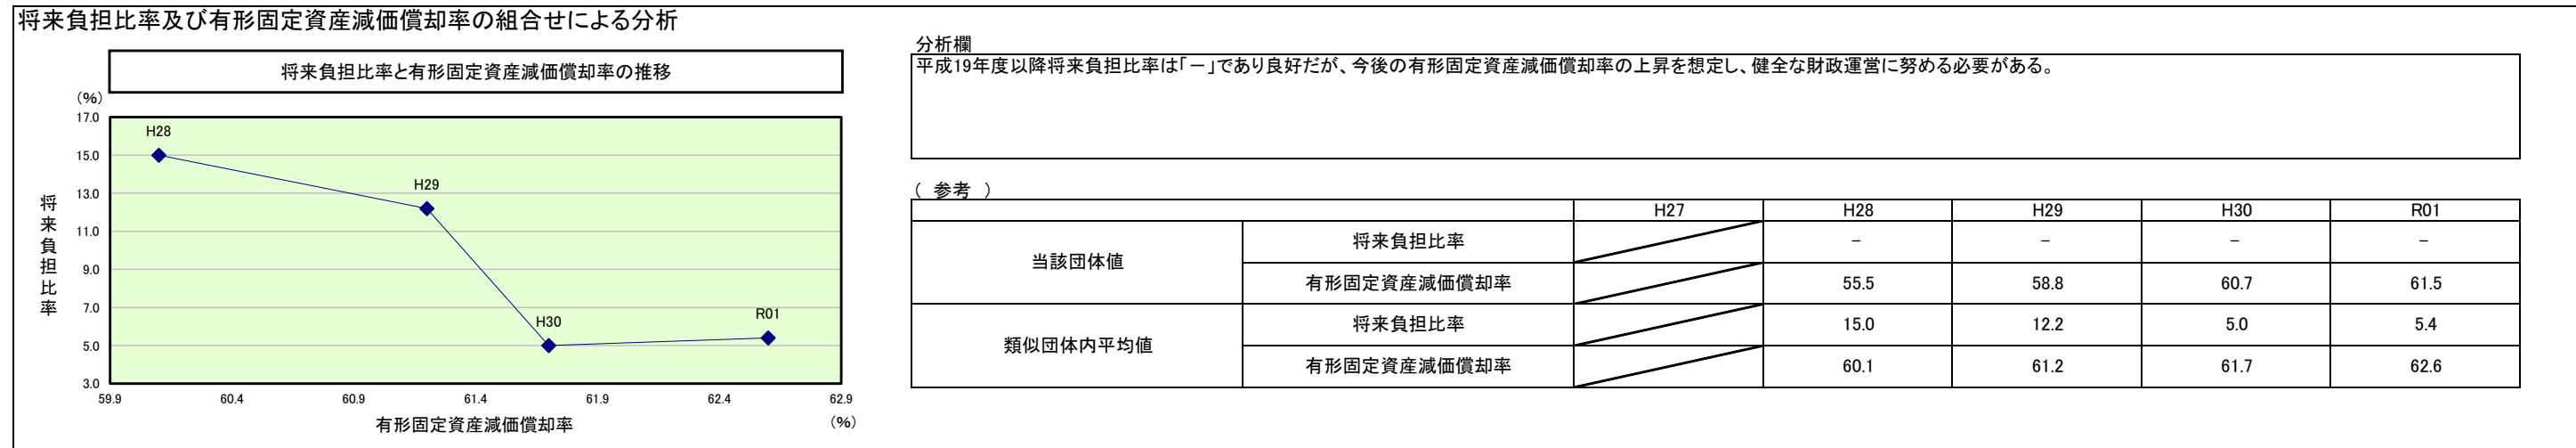 将来負担比率及び有形固定資産減価償却率の組合せによる分析
将来負担比率と有形固定資産減価償却率の推移
(%)
17.0
15.0
13.0
11.0
9.0
7.0
5.0
3.0
将来負担比率
H28
H29
H30
R01
59.9 60.4 60.9 61.4 61.9 62.4 62.9
有形固定資産減価償却率
(%)
分析欄
平成19年度以降将来負担比率は「-」であり良好だが、今後の有形固定資産減価償却率の上昇を想定し、健全な財政運営に努める必要がある。
( 参考 )
H27 H28 H29 H30 R01
当該団体値
将来負担比率 - - - -
有形固定資産減価償却率 55.5 58.8 60.7 61.5
類似団体内平均値
将来負担比率 15.0 12.2 5.0 5.4
有形固定資産減価償却率 60.1 61.2 61.7 62.6